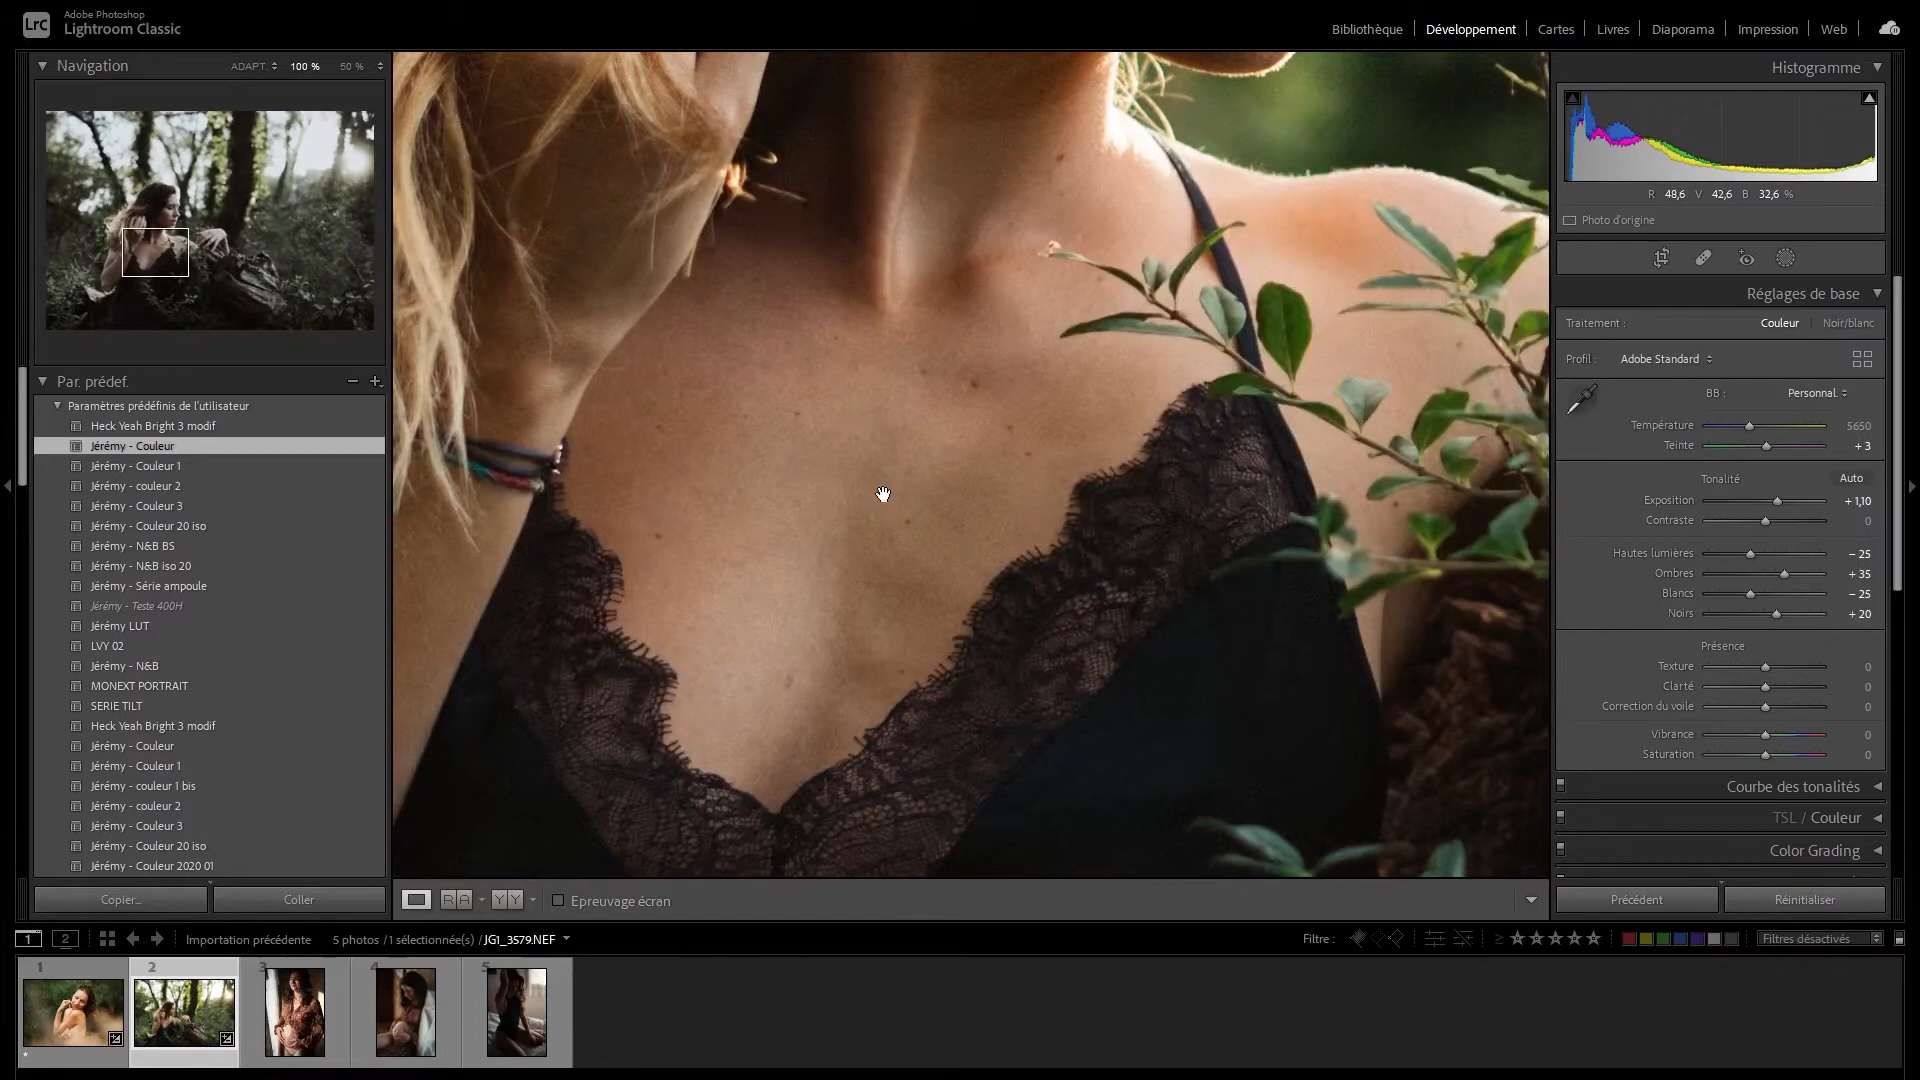 Lrc
Adobe Photoshop
Lightroom Classic
Bibliothèque
Développement
Cartes
Livres
Diaporama
Impression
Web
Navigation
ADAPT.
100 %
50 %
Par. prédef.
Paramètres prédéfinis de l'utilisateur
Heck Yeah Bright 3 modif
Jérémy - Couleur
Jérémy - Couleur 1
Jérémy - couleur 2
Jérémy - Couleur 3
Jérémy - Couleur 20 iso
Jérémy - N&B BS
Jérémy - N&B iso 20
Jérémy - Série ampoule
Jérémy - Teste 400H
Jérémy LUT
LVY 02
Jérémy - N&B
MONEXT PORTRAIT
SERIE TILT
Heck Yeah Bright 3 modif
Jérémy - Couleur
Jérémy - Couleur 1
Jérémy - couleur 1 bis
Jérémy - couleur 2
Jérémy - Couleur 3
Jérémy - Couleur 20 iso
Jérémy - Couleur 2020 01
Copier...
Coller
Histogramme
R 48,6 V 42,6 B 32,6 %
Photo d'origine
Réglages de base
Traitement :
Couleur
Noir/blanc
Profil :
Adobe Standard
BB :
Personnal.
Température
5650
Teinte
+ 3
Tonalité
Auto
Exposition
+ 1,10
Contraste
0
Hautes lumières
− 25
Ombres
+ 35
Blancs
− 25
Noirs
+ 20
Présence
Texture
0
Clarté
0
Correction du voile
0
Vibrance
0
Saturation
0
Courbe des tonalités
TSL / Couleur
Color Grading
Précédent
Réinitialiser
R A
Y Y
Epreuvage écran
1
2
Importation précédente
5 photos /1 sélectionnée(s) /JG1_3579.NEF
Filtre :
≥
Filtres désactivés
1
2
3
4
5